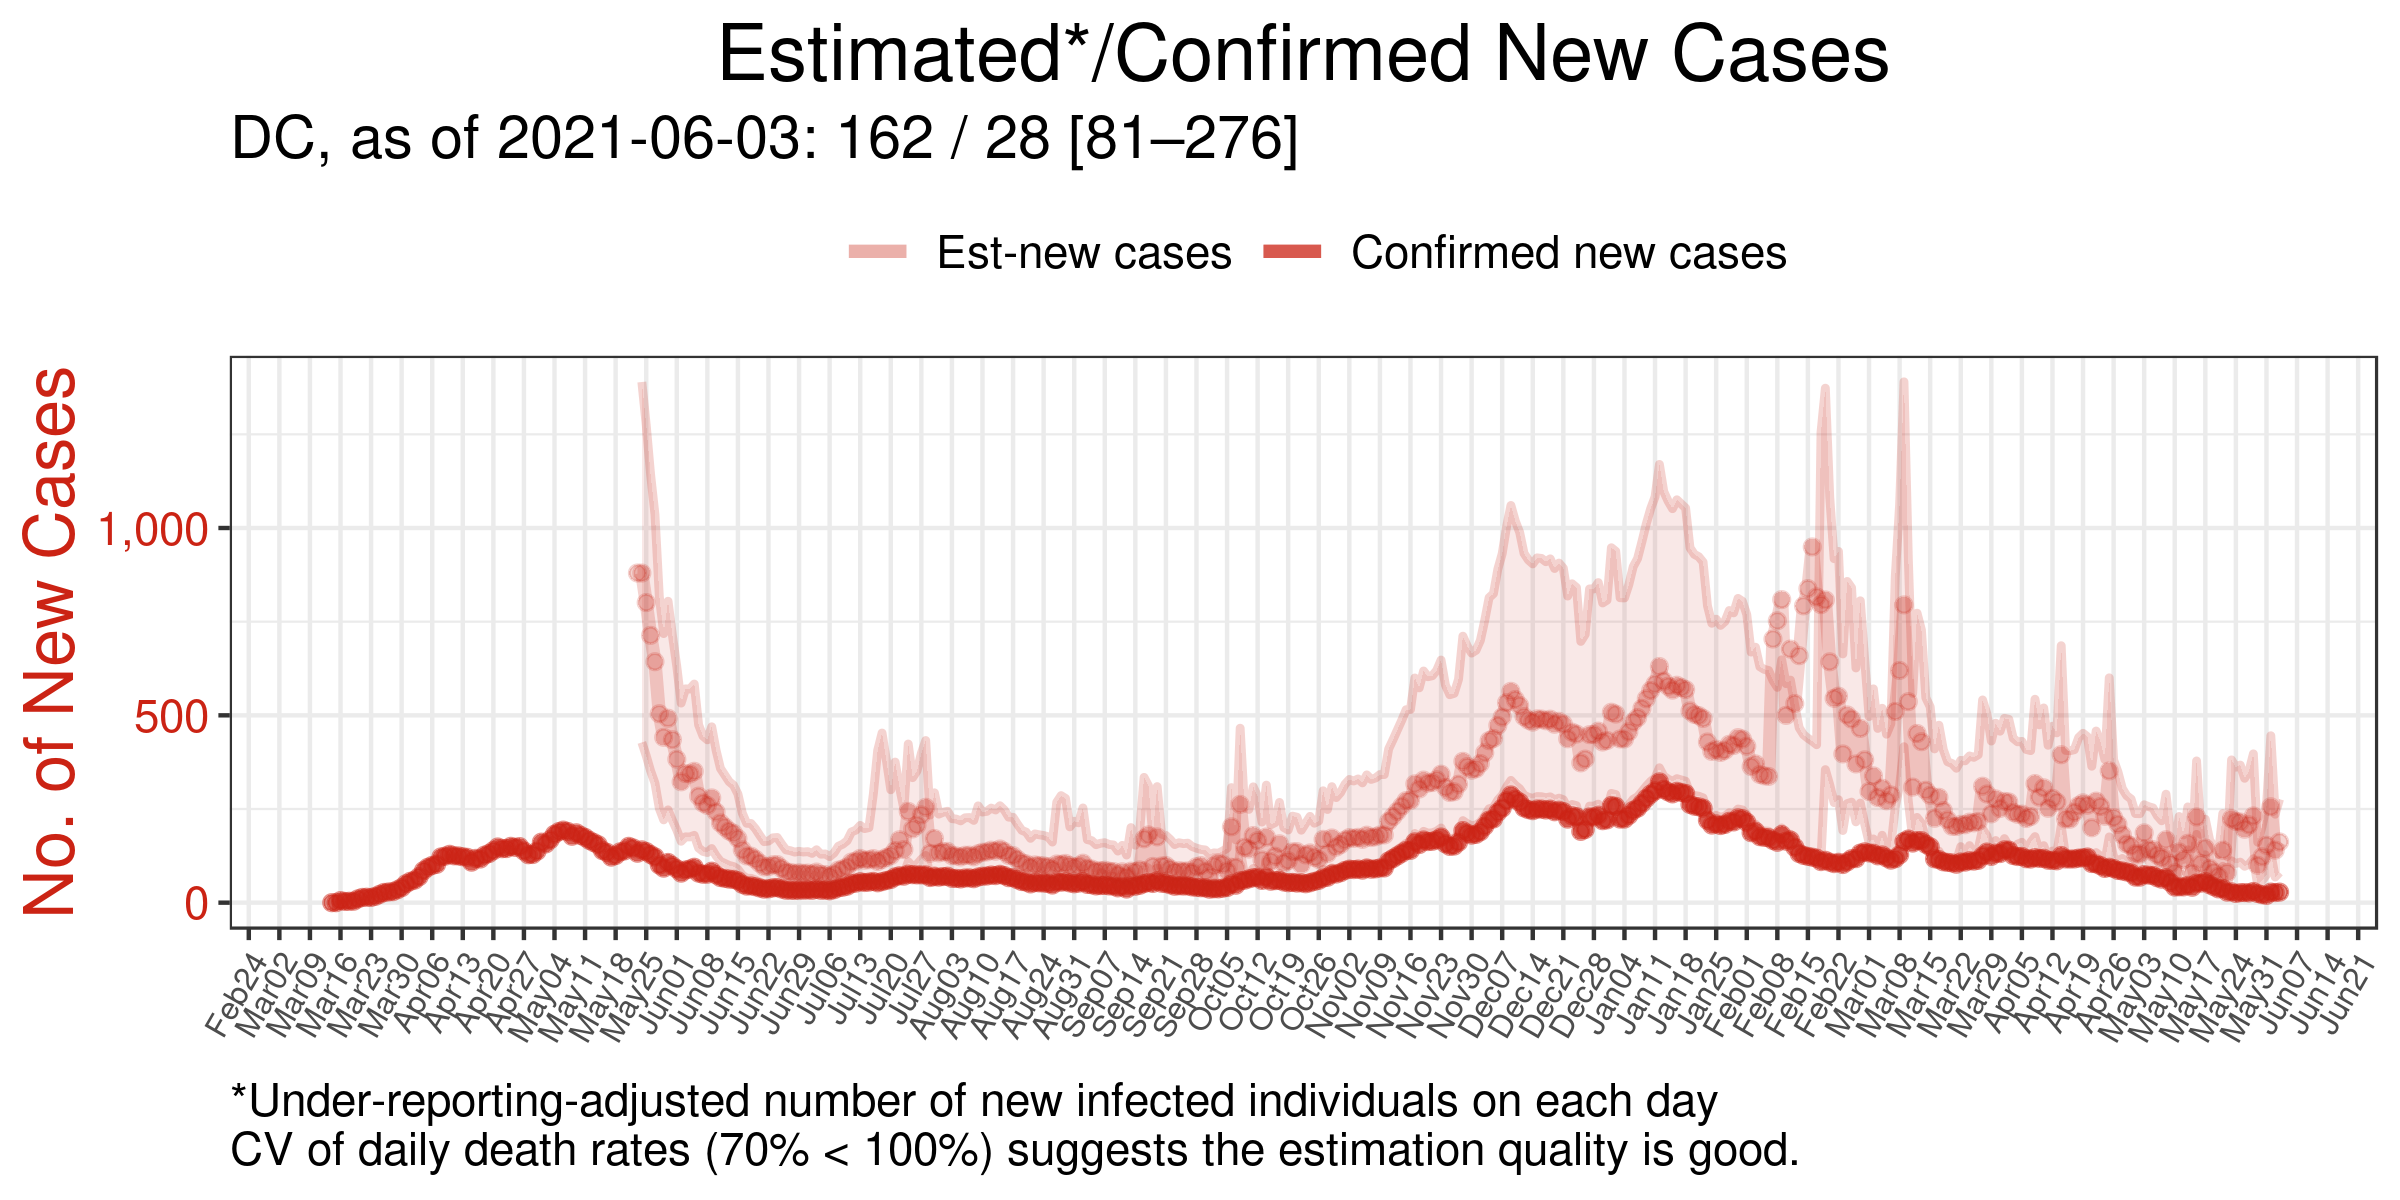 Estimated*/Confirmed New Cases
DC, as of 2021-06-03: 162 / 28 [81–276]
Est-new cases Confirmed new cases
No. of New Cases
1,000
500
0
Feb24 Mar02 Mar09 Mar16 Mar23 Mar30 Apr06 Apr13 Apr20 Apr27 May04 May11 May18 May25 Jun01 Jun08 Jun15 Jun22 Jun29 Jul06 Jul13 Jul20 Jul27 Aug03 Aug10 Aug17 Aug24 Aug31 Sep07 Sep14 Sep21 Sep28 Oct05 Oct12 Oct19 Oct26 Nov02 Nov09 Nov16 Nov23 Nov30 Dec07 Dec14 Dec21 Dec28 Jan04 Jan11 Jan18 Jan25 Feb01 Feb08 Feb15 Feb22 Mar01 Mar08 Mar15 Mar22 Mar29 Apr05 Apr12 Apr19 Apr26 May03 May10 May17 May24 May31 Jun07 Jun14 Jun21
*Under-reporting-adjusted number of new infected individuals on each day
CV of daily death rates (70% < 100%) suggests the estimation quality is good.